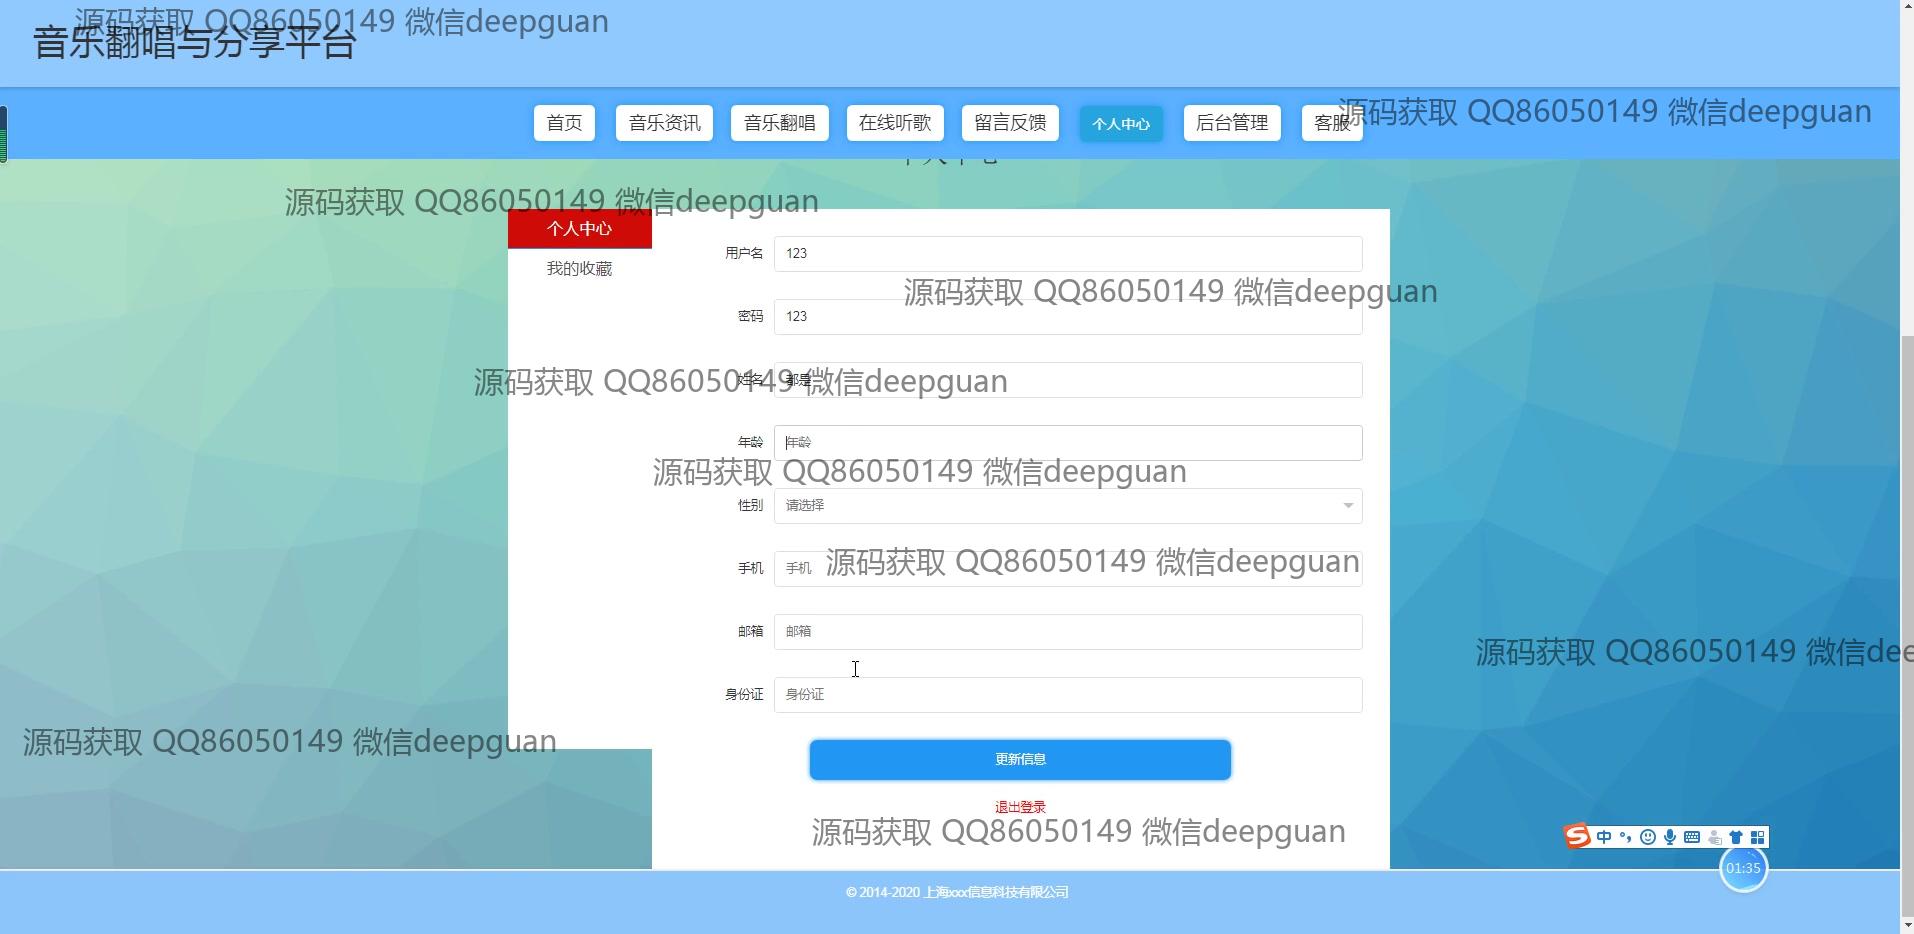 源码获取 QQ86050149 微信deepguan
音乐翻唱与分享平台
首页 音乐资讯 音乐翻唱 在线听歌 留言反馈 个人中心 后台管理 客服
源码获取 QQ86050149 微信deepguan
个人中心
源码获取 QQ86050149 微信deepguan
个人中心
我的收藏
用户名 123
源码获取 QQ86050149 微信deepguan
密码 123
姓名 都是
源码获取 QQ86050149 微信deepguan
年龄 年龄
源码获取 QQ86050149 微信deepguan
性别 请选择
源码获取 QQ86050149 微信deepguan
手机 手机
邮箱 邮箱
源码获取 QQ86050149 微信dee
身份证 身份证
源码获取 QQ86050149 微信deepguan
更新信息
退出登录
源码获取 QQ86050149 微信deepguan
中
01:35
© 2014-2020 上海xxx信息科技有限公司